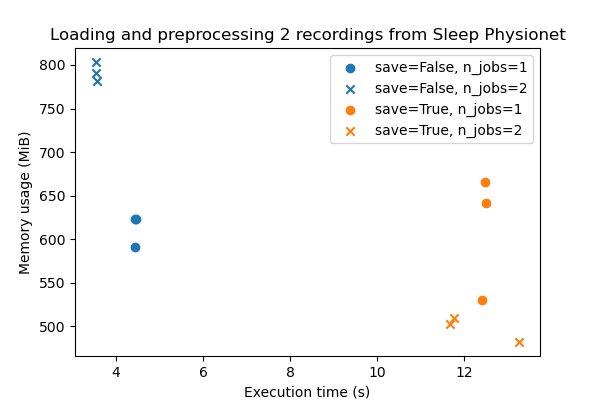 Loading and preprocessing 2 recordings from Sleep Physionet
save=False, n_jobs=1
save=False, n_jobs=2
save=True, n_jobs=1
save=True, n_jobs=2
Memory usage (MiB)
800
750
700
650
600
550
500
4 6 8 10 12
Execution time (s)